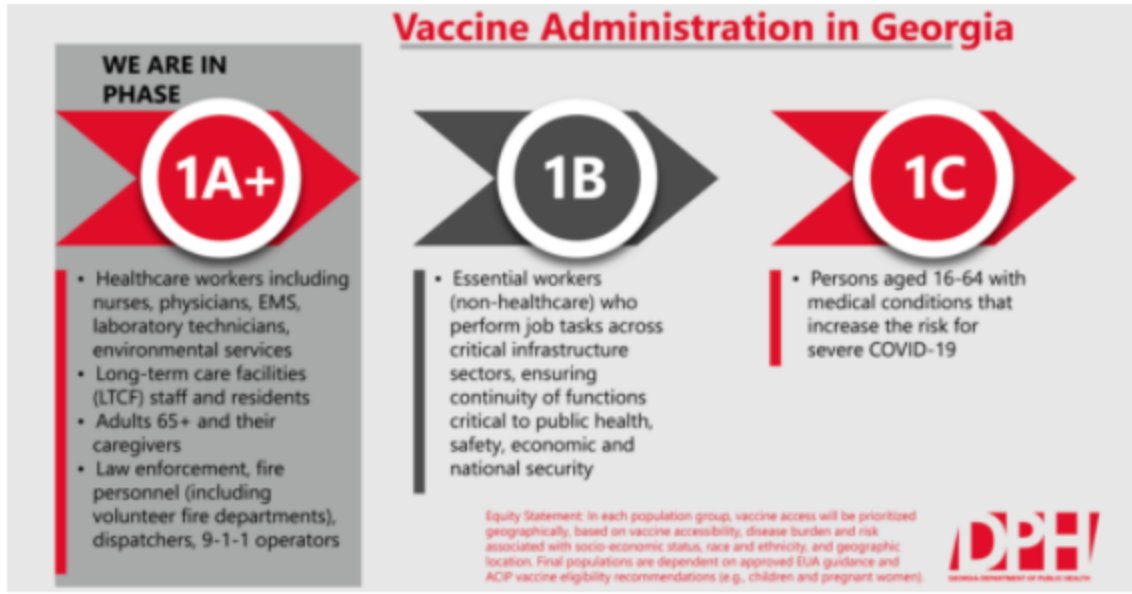 Vaccine Administration in Georgia
WE ARE IN
PHASE
1A+
• Healthcare workers including
nurses, physicians, EMS,
laboratory technicians,
environmental services
• Long-term care facilities
(LTCF) staff and residents
• Adults 65+ and their
caregivers
• Law enforcement, fire
personnel (including
volunteer fire departments),
dispatchers, 9-1-1 operators
1B
• Essential workers
(non-healthcare) who
perform job tasks across
critical infrastructure
sectors, ensuring
continuity of functions
critical to public health,
safety, economic and
national security
1C
• Persons aged 16-64 with
medical conditions that
increase the risk for
severe COVID-19
Equity Statement: In each population group, vaccine access will be prioritized
geographically, based on vaccine accessibility, disease burden and risk
associated with socio-economic status, race and ethnicity, and geographic
location. Final populations are dependent on approved EUA guidance and
ACIP vaccine eligibility recommendations (e.g., children and pregnant women).
DPH
GEORGIA DEPARTMENT OF PUBLIC HEALTH